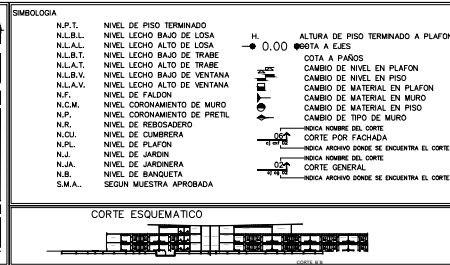 SIMBOLOGIA
N.P.T. NIVEL DE PISO TERMINADO
N.L.B.L. NIVEL LECHO BAJO DE LOSA
N.L.A.L. NIVEL LECHO ALTO DE LOSA
N.L.B.T. NIVEL LECHO BAJO DE TRABE
N.L.A.T. NIVEL LECHO ALTO DE TRABE
N.L.B.V. NIVEL LECHO BAJO DE VENTANA
N.L.A.V. NIVEL LECHO ALTO DE VENTANA
N.F. NIVEL DE FALDON
N.C.M. NIVEL CORONAMIENTO DE MURO
N.P. NIVEL CORONAMIENTO DE PRETIL
N.R. NIVEL DE REBOSADERO
N.CU. NIVEL DE CUMBRERA
N.PL. NIVEL DE PLAFON
N.J. NIVEL DE JARDIN
N.JA. NIVEL DE JARDINERA
N.B. NIVEL DE BANQUETA
S.M.A.. SEGUN MUESTRA APROBADA
H. ALTURA DE PISO TERMINADO A PLAFON
0.00 COTA A EJES
COTA A PAÑOS
CAMBIO DE NIVEL EN PLAFON
CAMBIO DE NIVEL EN PISO
CAMBIO DE MATERIAL EN PLAFON
CAMBIO DE MATERIAL EN MURO
CAMBIO DE MATERIAL EN PISO
CAMBIO DE TIPO DE MURO
INDICA NOMBRE DEL CORTE
06 CORTE POR FACHADA
INDICA ARCHIVO DONDE SE ENCUENTRA EL CORTE
INDICA NOMBRE DEL CORTE
02 CORTE GENERAL
INDICA ARCHIVO DONDE SE ENCUENTRA EL CORTE
CORTE ESQUEMATICO